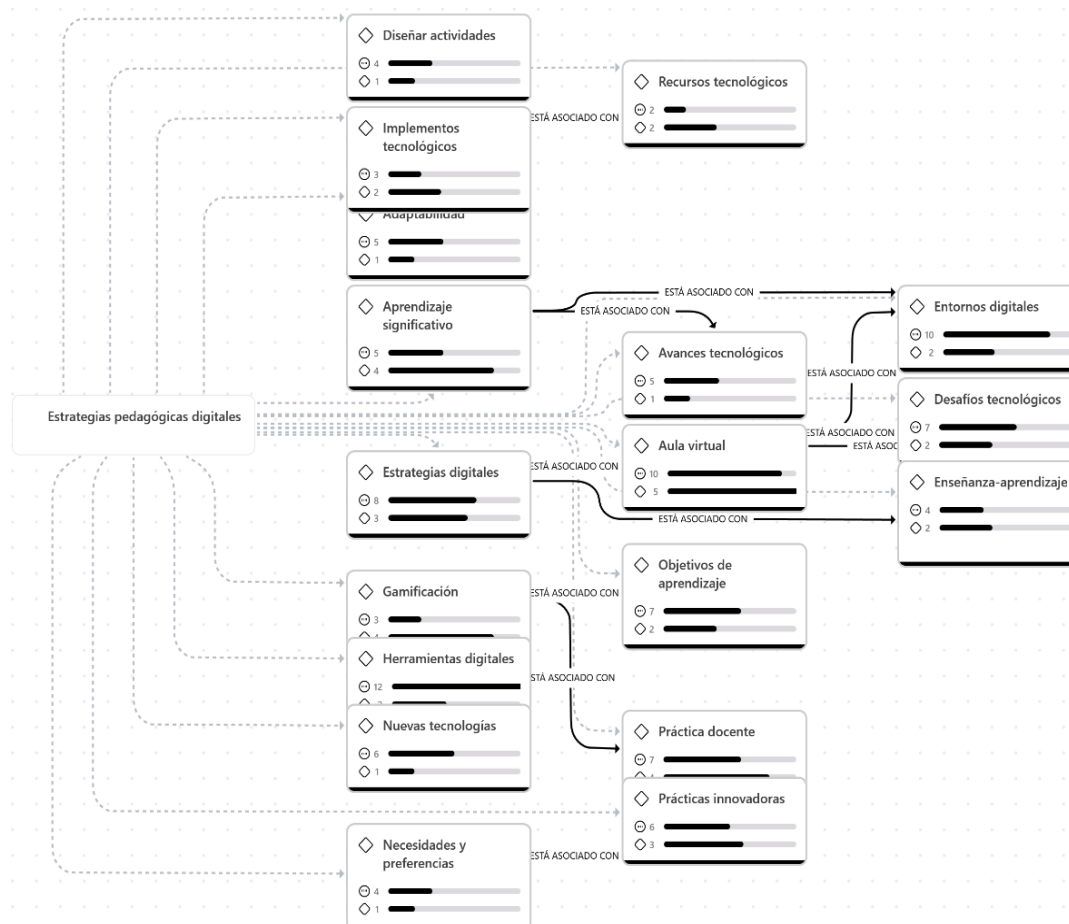 Diseñar actividades
4
1
Recursos tecnológicos
2
2
Implementos
tecnológicos
3
2
ESTÁ ASOCIADO CON
Adaptabilidad
5
1
Aprendizaje
significativo
5
4
ESTÁ ASOCIADO CON
ESTÁ ASOCIADO CON
Entornos digitales
10
2
Avances tecnológicos
5
1
ESTÁ ASOCIADO CON
Desafíos tecnológicos
7
2
Estrategias pedagógicas digitales
Aula virtual
10
5
ESTÁ ASOCIADO CON
ESTÁ ASOC
Estrategias digitales
8
3
ESTÁ ASOCIADO CON
ESTÁ ASOCIADO CON
Enseñanza-aprendizaje
4
2
Objetivos de
aprendizaje
7
2
Gamificación
3
ESTÁ ASOCIADO CON
Herramientas digitales
12
ESTÁ ASOCIADO CON
Nuevas tecnologías
6
1
Práctica docente
7
Prácticas innovadoras
6
3
Necesidades y
preferencias
4
1
ESTÁ ASOCIADO CON